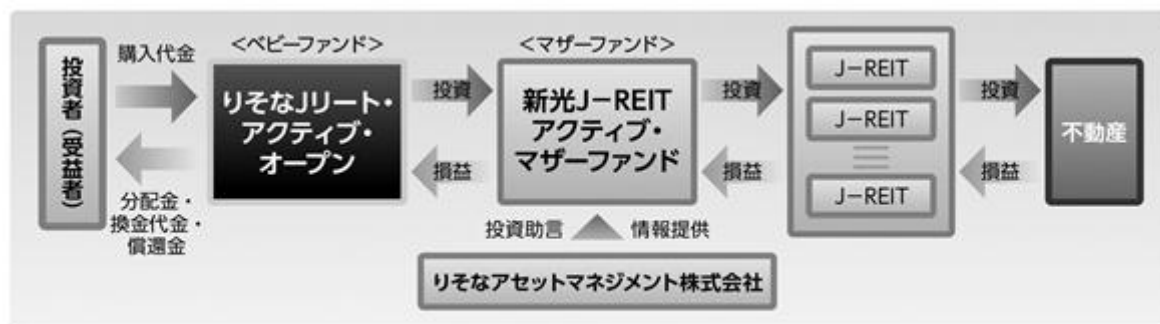 投資者（受益者）
購入代金
分配金・
換金代金・
償還金
<ベビーファンド>
りそなJリート・
アクティブ・
オープン
投資
損益
<マザーファンド>
新光J-REIT
アクティブ・
マザーファンド
投資
損益
J-REIT
J-REIT
J-REIT
投資
損益
不動産
投資助言 情報提供
りそなアセットマネジメント株式会社